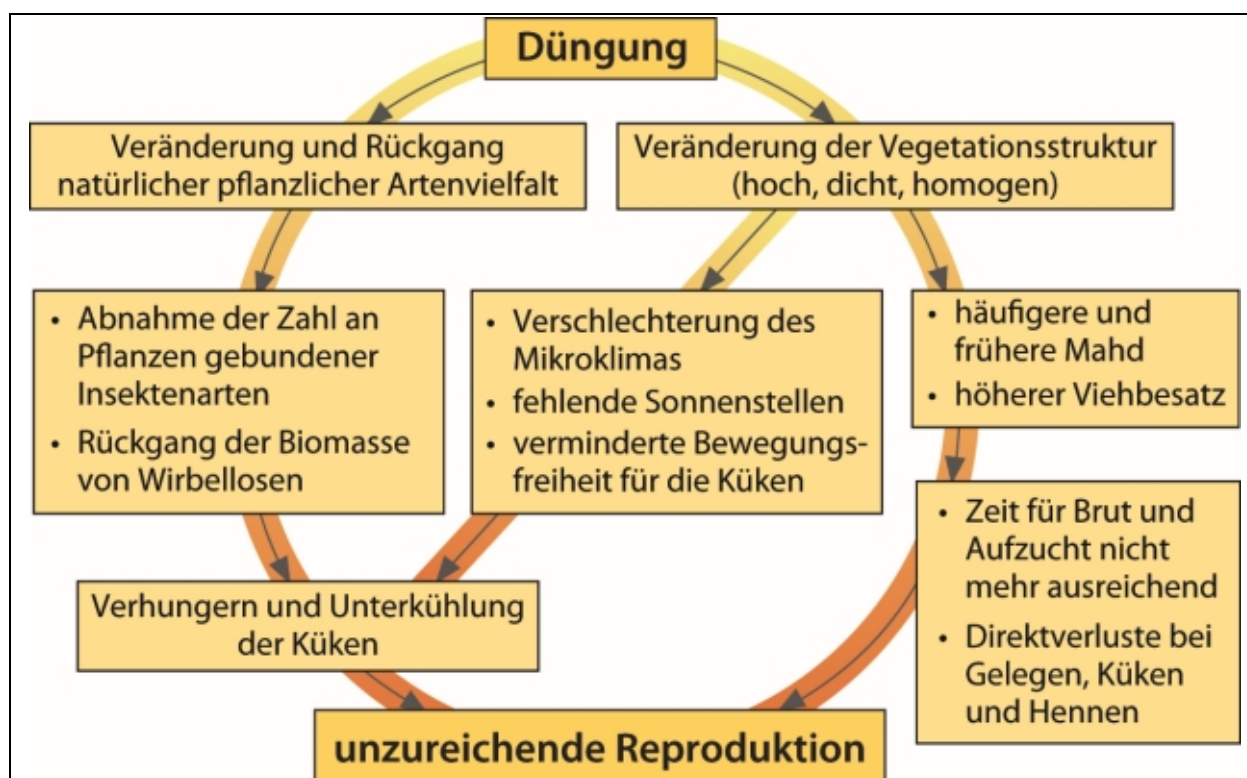 Düngung
Veränderung und Rückgang
natürlicher pflanzlicher Artenvielfalt
Veränderung der Vegetationsstruktur
(hoch, dicht, homogen)
• Abnahme der Zahl an
Pflanzen gebundener
Insektenarten
• Rückgang der Biomasse
von Wirbellosen
• Verschlechterung des
Mikroklimas
• fehlende Sonnenstellen
• verminderte Bewegungs-
freiheit für die Küken
• häufigere und
frühere Mahd
• höherer Viehbesatz
• Zeit für Brut und
Aufzucht nicht
mehr ausreichend
• Direktverluste bei
Gelegen, Küken
und Hennen
Verhungern und Unterkühlung
der Küken
unzureichende Reproduktion